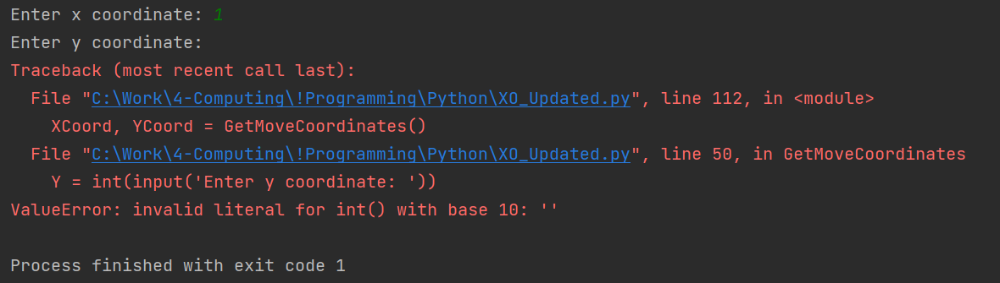 Enter x coordinate: 1
Enter y coordinate:
Traceback (most recent call last):
  File "C:\Work\4-Computing\!Programming\Python\XO_Updated.py", line 112, in <module>
    XCoord, YCoord = GetMoveCoordinates()
  File "C:\Work\4-Computing\!Programming\Python\XO_Updated.py", line 50, in GetMoveCoordinates
    Y = int(input('Enter y coordinate: '))
ValueError: invalid literal for int() with base 10: ''
Process finished with exit code 1